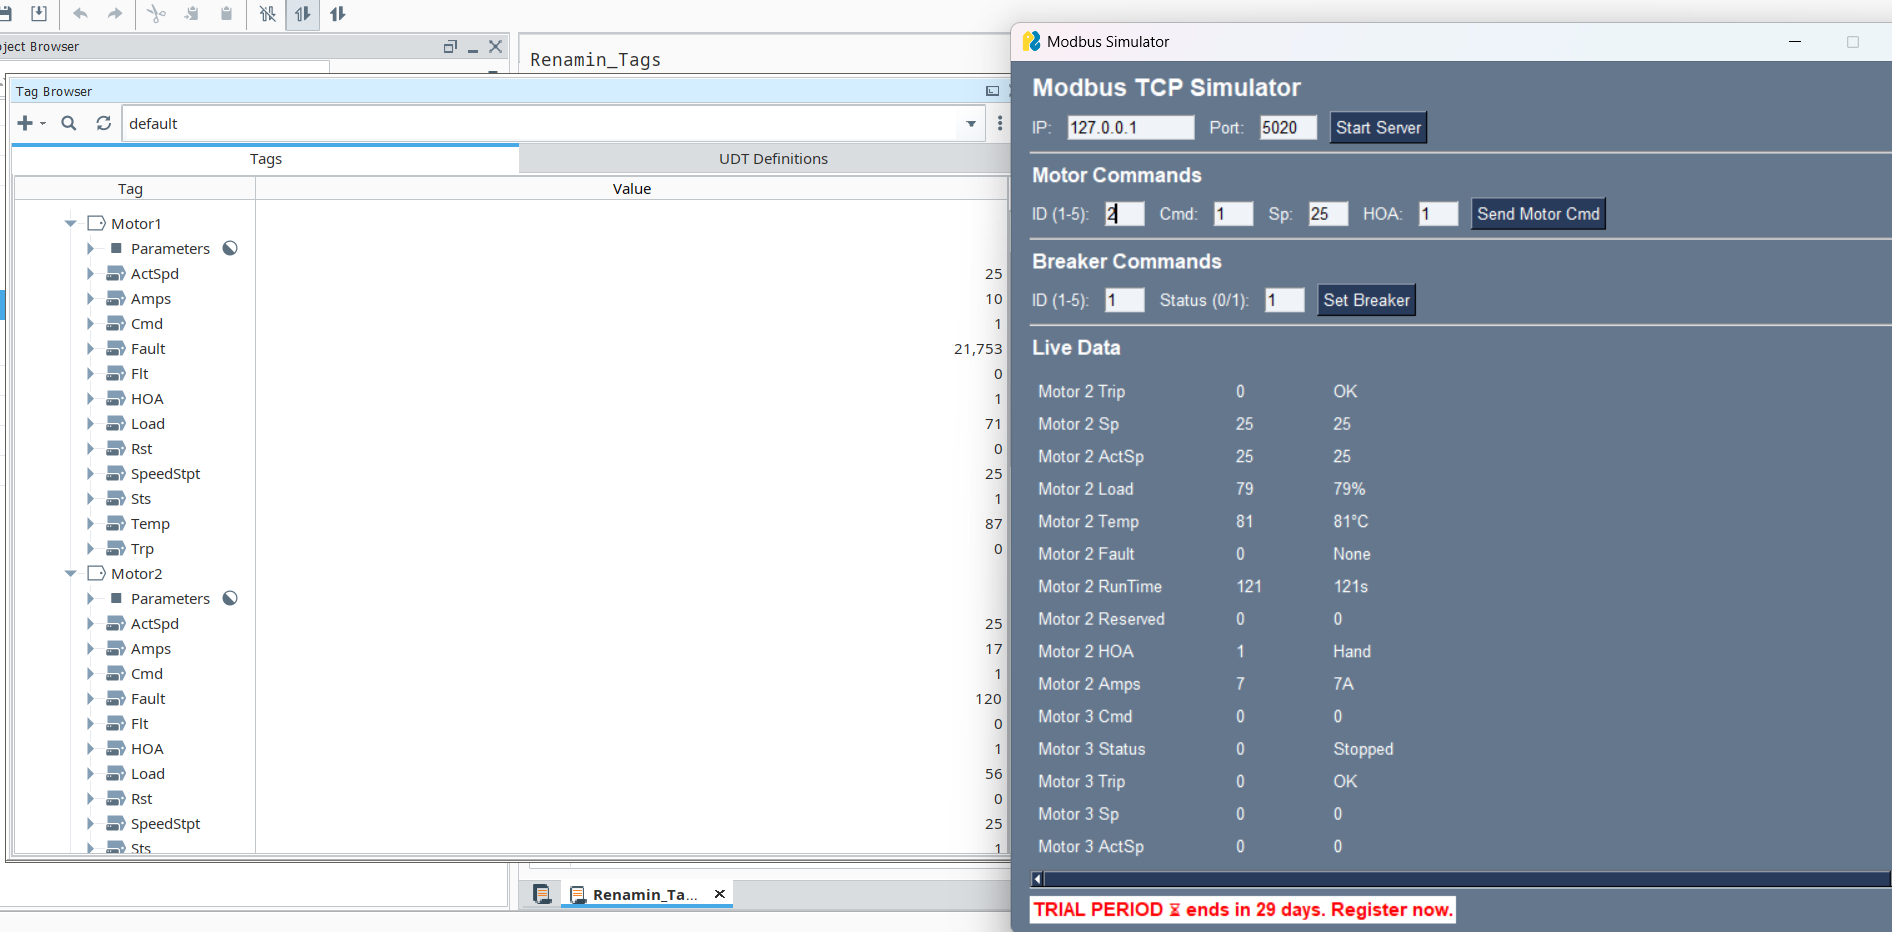 ject Browser
Renamin_Tags
Tag Browser
default
Tags UDT Definitions
Tag Value
Motor1
Parameters
ActSpd 25
Amps 10
Cmd 1
Fault 21,753
Flt 0
HOA 1
Load 71
Rst 0
SpeedStpt 25
Sts 1
Temp 87
Trp 0
Motor2
Parameters
ActSpd 25
Amps 17
Cmd 1
Fault 120
Flt 0
HOA 1
Load 56
Rst 0
SpeedStpt 25
Sts 1
Renamin_Ta...
Modbus Simulator
Modbus TCP Simulator
IP: 127.0.0.1 Port: 5020 Start Server
Motor Commands
ID (1-5): 2 Cmd: 1 Sp: 25 HOA: 1 Send Motor Cmd
Breaker Commands
ID (1-5): 1 Status (0/1): 1 Set Breaker
Live Data
Motor 2 Trip 0 OK
Motor 2 Sp 25 25
Motor 2 ActSp 25 25
Motor 2 Load 79 79%
Motor 2 Temp 81 81°C
Motor 2 Fault 0 None
Motor 2 RunTime 121 121s
Motor 2 Reserved 0 0
Motor 2 HOA 1 Hand
Motor 2 Amps 7 7A
Motor 3 Cmd 0 0
Motor 3 Status 0 Stopped
Motor 3 Trip 0 OK
Motor 3 Sp 0 0
Motor 3 ActSp 0 0
TRIAL PERIOD ⌛ ends in 29 days. Register now.